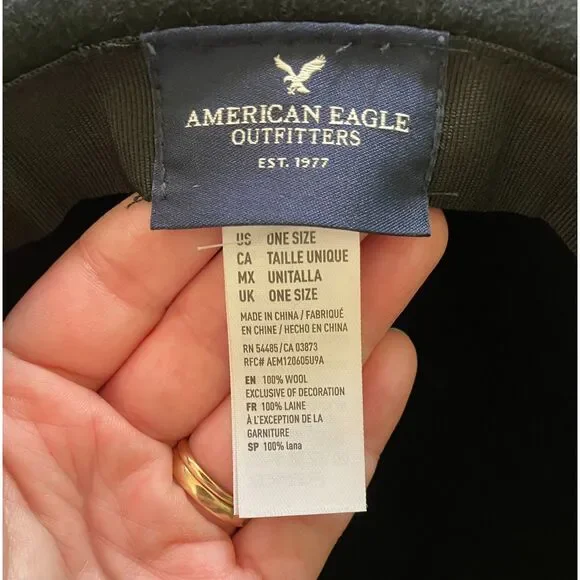 AMERICAN EAGLE
OUTFITTERS
EST. 1977
US ONE SIZE
CA TAILLE UNIQUE
MX UNITALLA
UK ONE SIZE
MADE IN CHINA / FABRIQUÉ
EN CHINE / HECHO EN CHINA
RN 54485/CA 03873
RFC# AEM120605U9A
EN 100% WOOL
EXCLUSIVE OF DECORATION
FR 100% LAINE
À L'EXCEPTION DE LA
GARNITURE
SP 100% lana